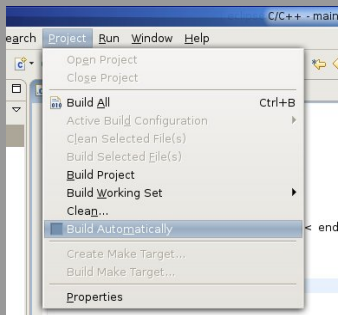 C/C++ - main
earch Project Run Window Help
Open Project
Close Project
Build All Ctrl+B
Active Build Configuration
Clean Selected File(s)
Build Selected File(s)
Build Project
Build Working Set
Clean...
Build Automatically
< end
Create Make Target...
Build Make Target...
Properties